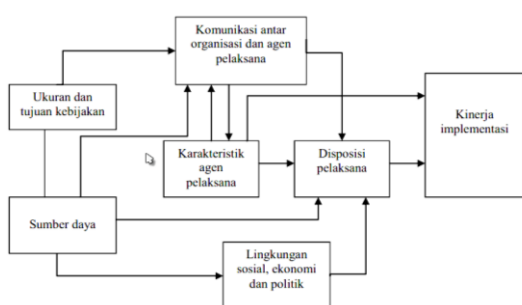 Komunikasi antar
organisasi dan agen
pelaksana
Ukuran dan
tujuan kebijakan
Kinerja
implementasi
Karakteristik
agen
pelaksana
Disposisi
pelaksana
Sumber daya
Lingkungan
sosial, ekonomi
dan politik